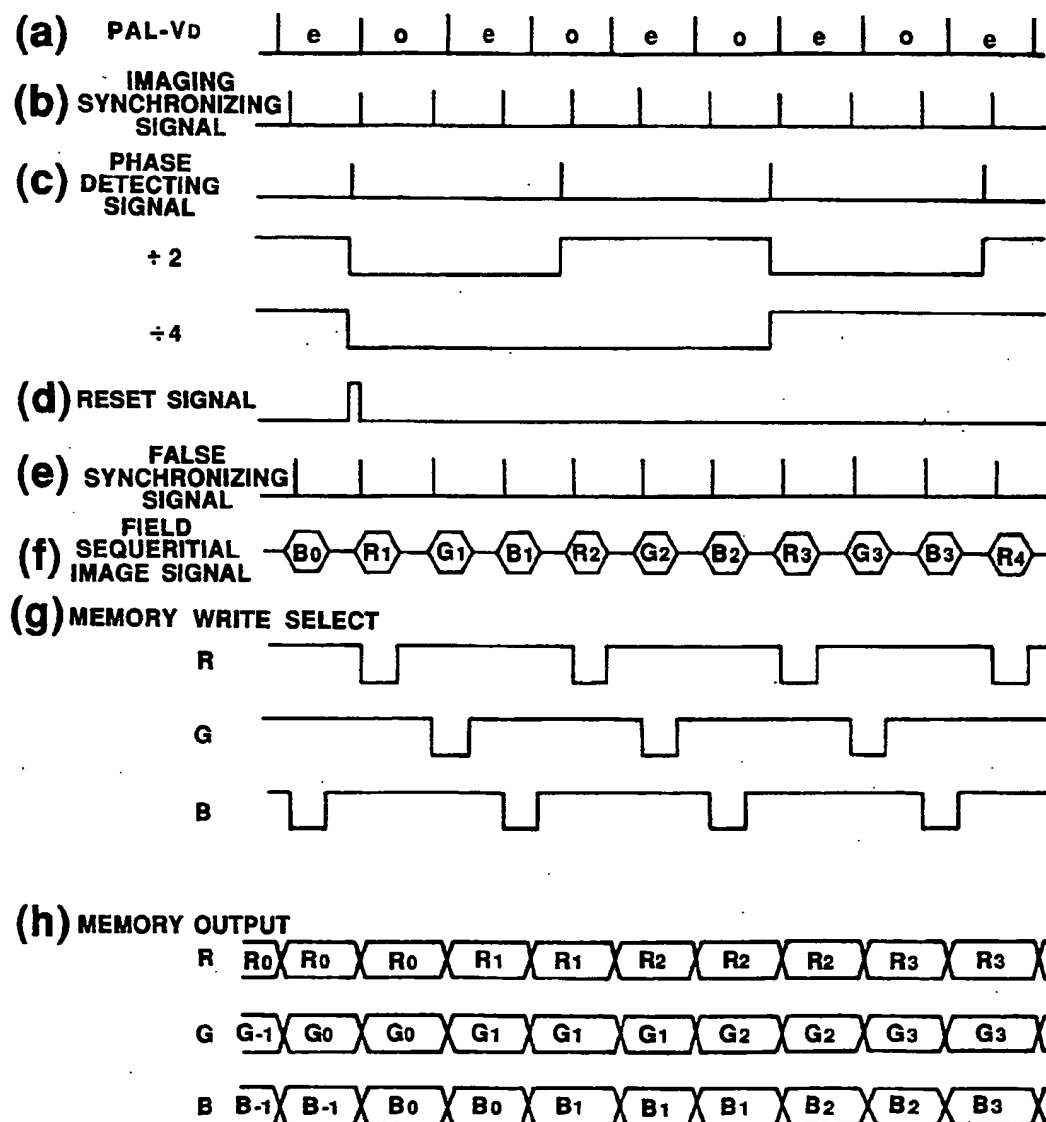 (a) PAL-VD e o e o e o e o e
(b) IMAGING
SYNCHRONIZING
SIGNAL
(c) PHASE
DETECTING
SIGNAL
÷2
÷4
(d) RESET SIGNAL
(e) FALSE
SYNCHRONIZING
SIGNAL
(f) FIELD
SEQUERITIAL
IMAGE SIGNAL
B0 R1 G1 B1 R2 G2 B2 R3 G3 B3 R4
(g) MEMORY WRITE SELECT
R
G
B
(h) MEMORY OUTPUT
R R0 R0 R0 R1 R1 R2 R2 R2 R3 R3
G G-1 G0 G0 G1 G1 G1 G2 G2 G3 G3
B B-1 B-1 B0 B0 B1 B1 B1 B2 B2 B3